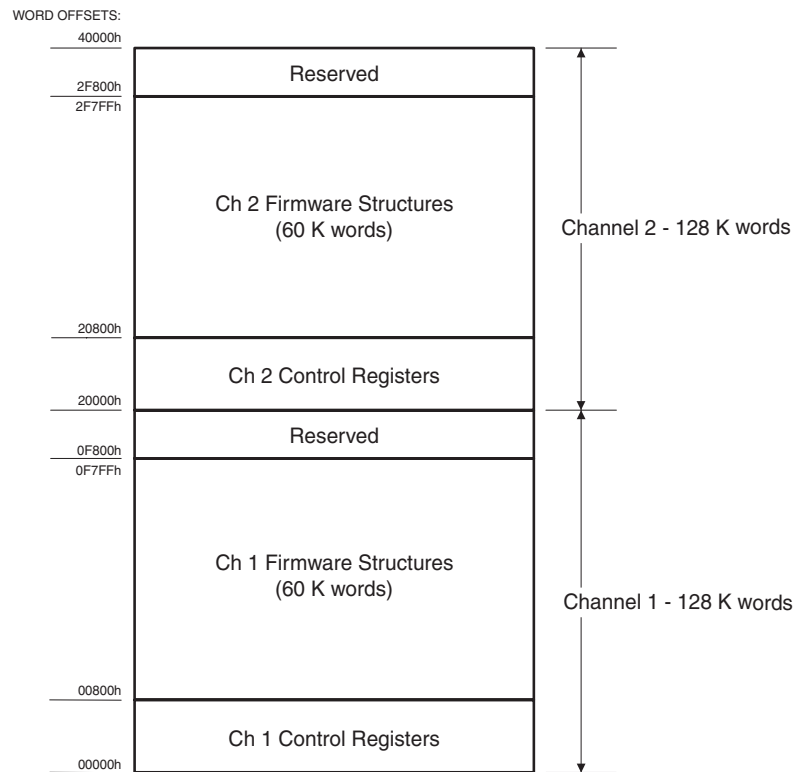 WORD OFFSETS:
40000h
Reserved
2F800h
2F7FFh
Ch 2 Firmware Structures
(60 K words)
Channel 2 - 128 K words
20800h
Ch 2 Control Registers
20000h
Reserved
0F800h
0F7FFh
Ch 1 Firmware Structures
(60 K words)
Channel 1 - 128 K words
00800h
Ch 1 Control Registers
00000h